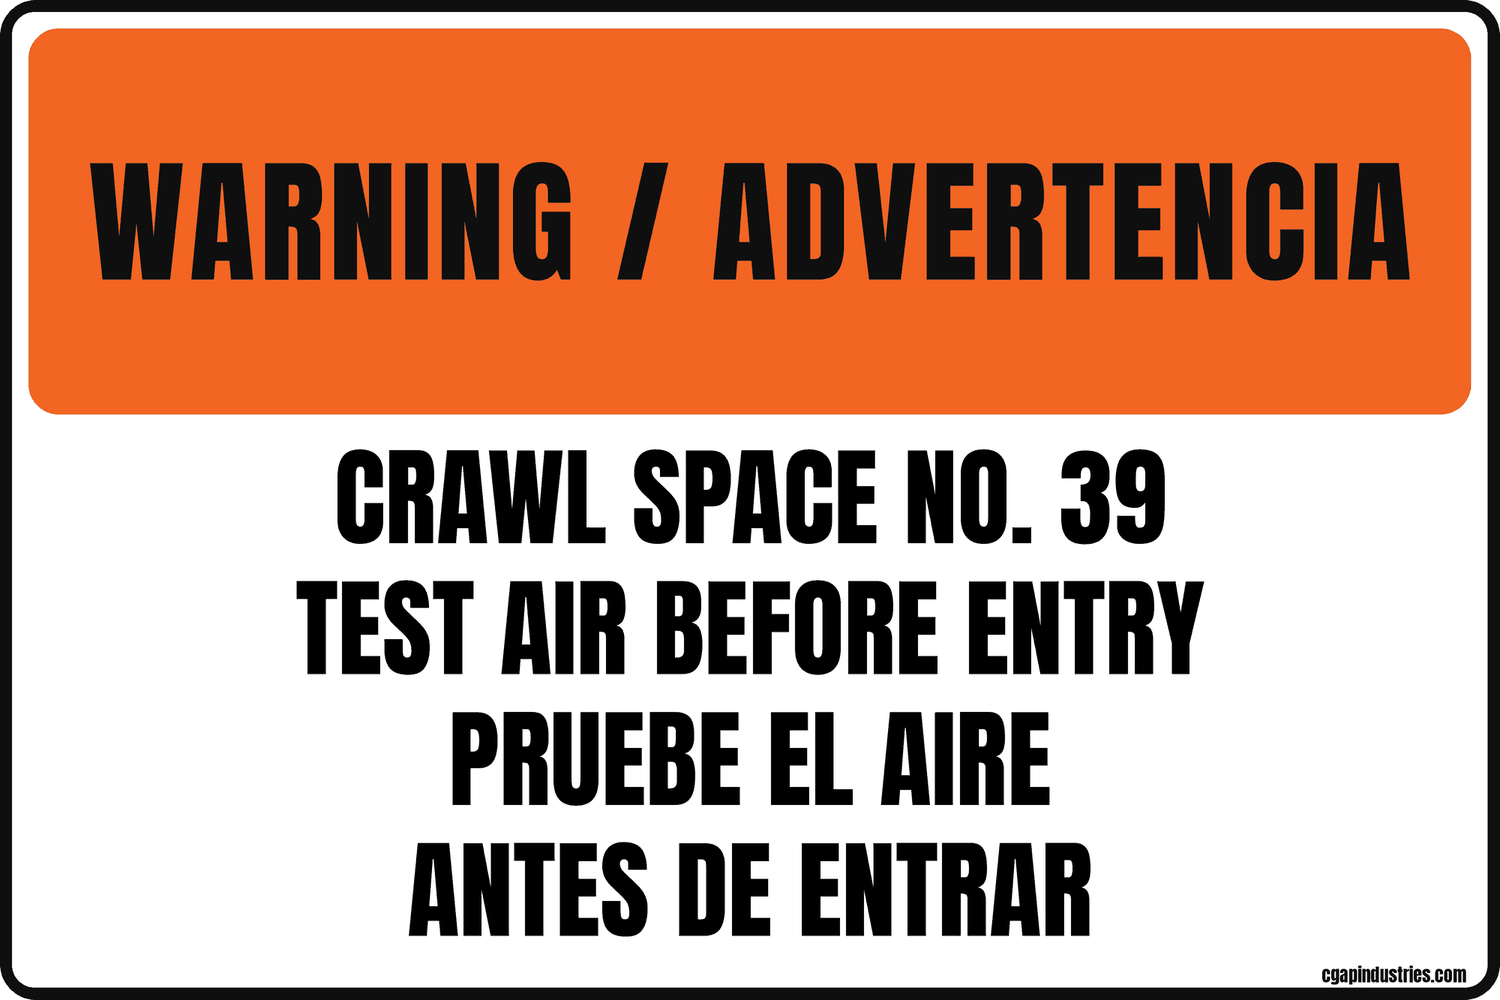 WARNING / ADVERTENCIA
CRAWL SPACE NO. 39
TEST AIR BEFORE ENTRY
PRUEBE EL AIRE
ANTES DE ENTRAR
cgapindustries.com